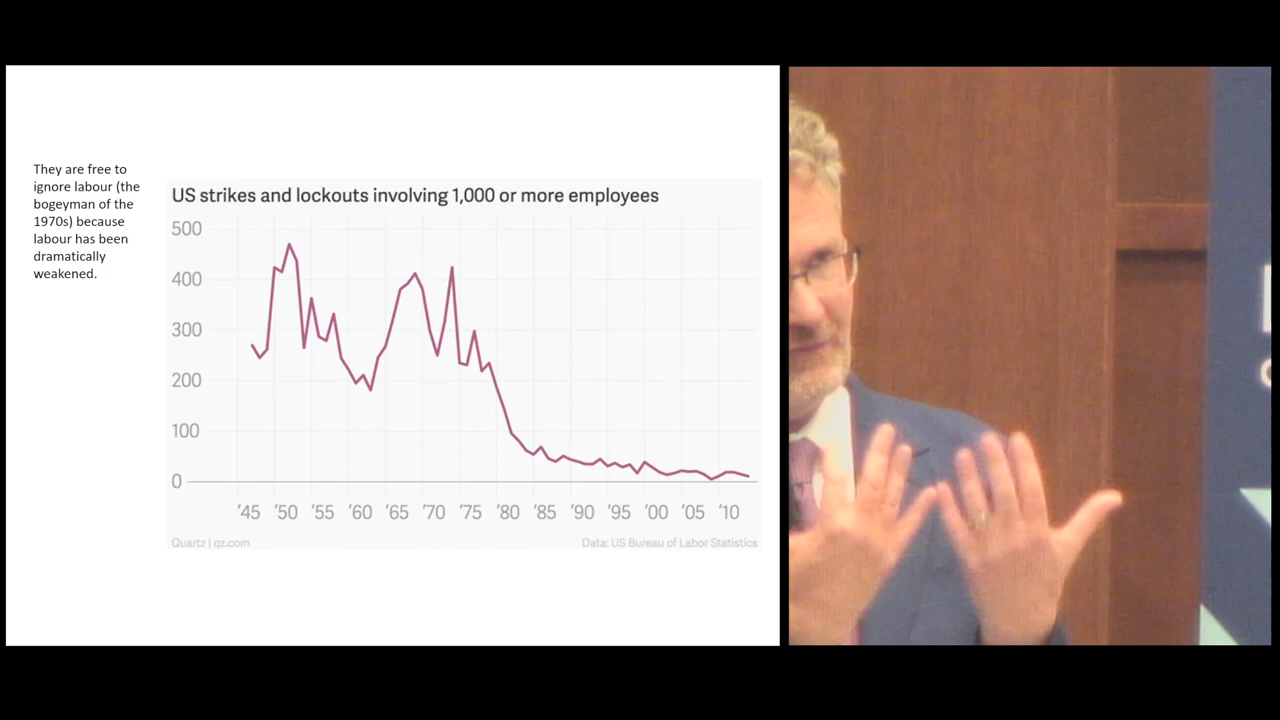 They are free to
ignore labour (the
bogeyman of the
1970s) because
labour has been
dramatically
weakened.
US strikes and lockouts involving 1,000 or more employees
500
400
300
200
100
0
'45 '50 '55 '60 '65 '70 '75 '80 '85 '90 '95 '00 '05 '10
Quartz | qz.com
Data: US Bureau of Labor Statistics